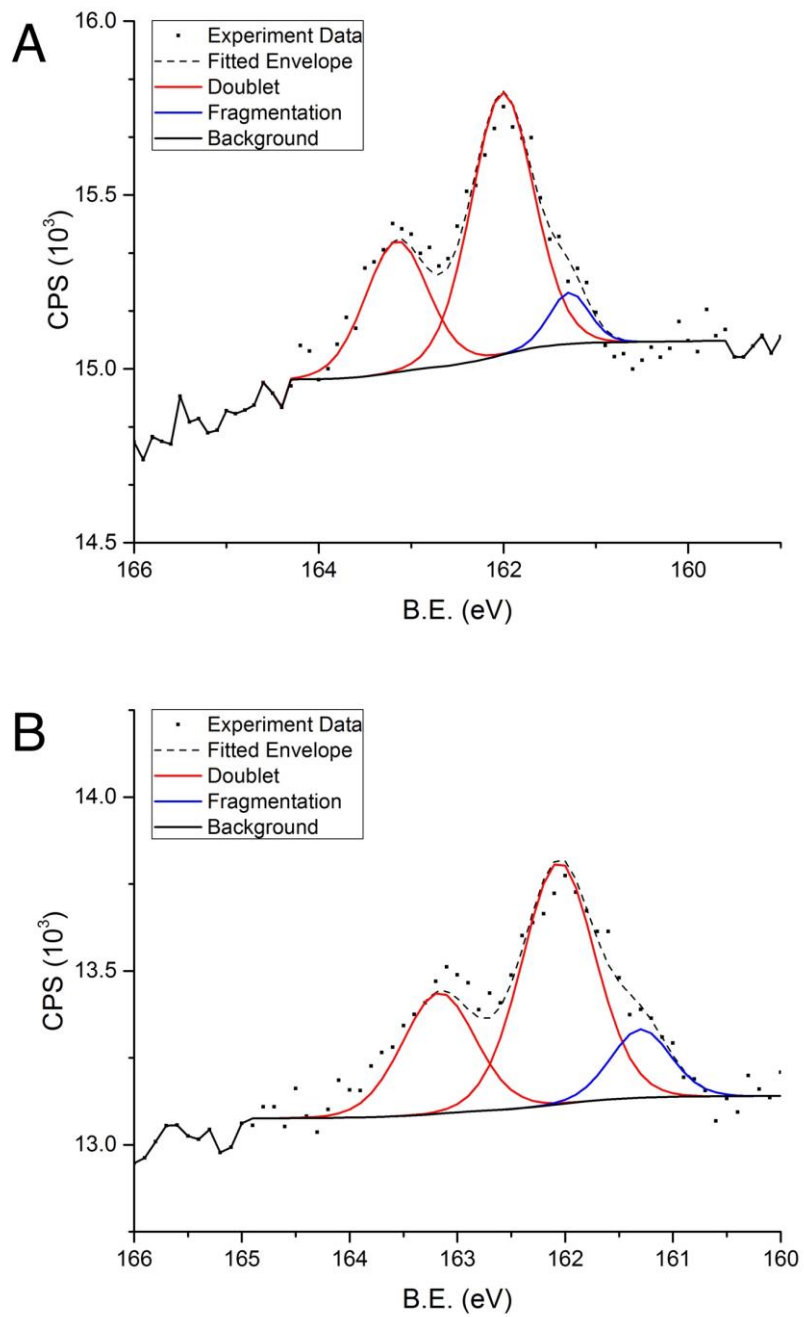 A
16.0
Experiment Data
Fitted Envelope
Doublet
Fragmentation
Background
15.5
CPS (10³)
15.0
14.5
166 164 162 160
B.E. (eV)
B
Experiment Data
Fitted Envelope
Doublet
Fragmentation
Background
14.0
CPS (10³)
13.5
13.0
166 165 164 163 162 161 160
B.E. (eV)